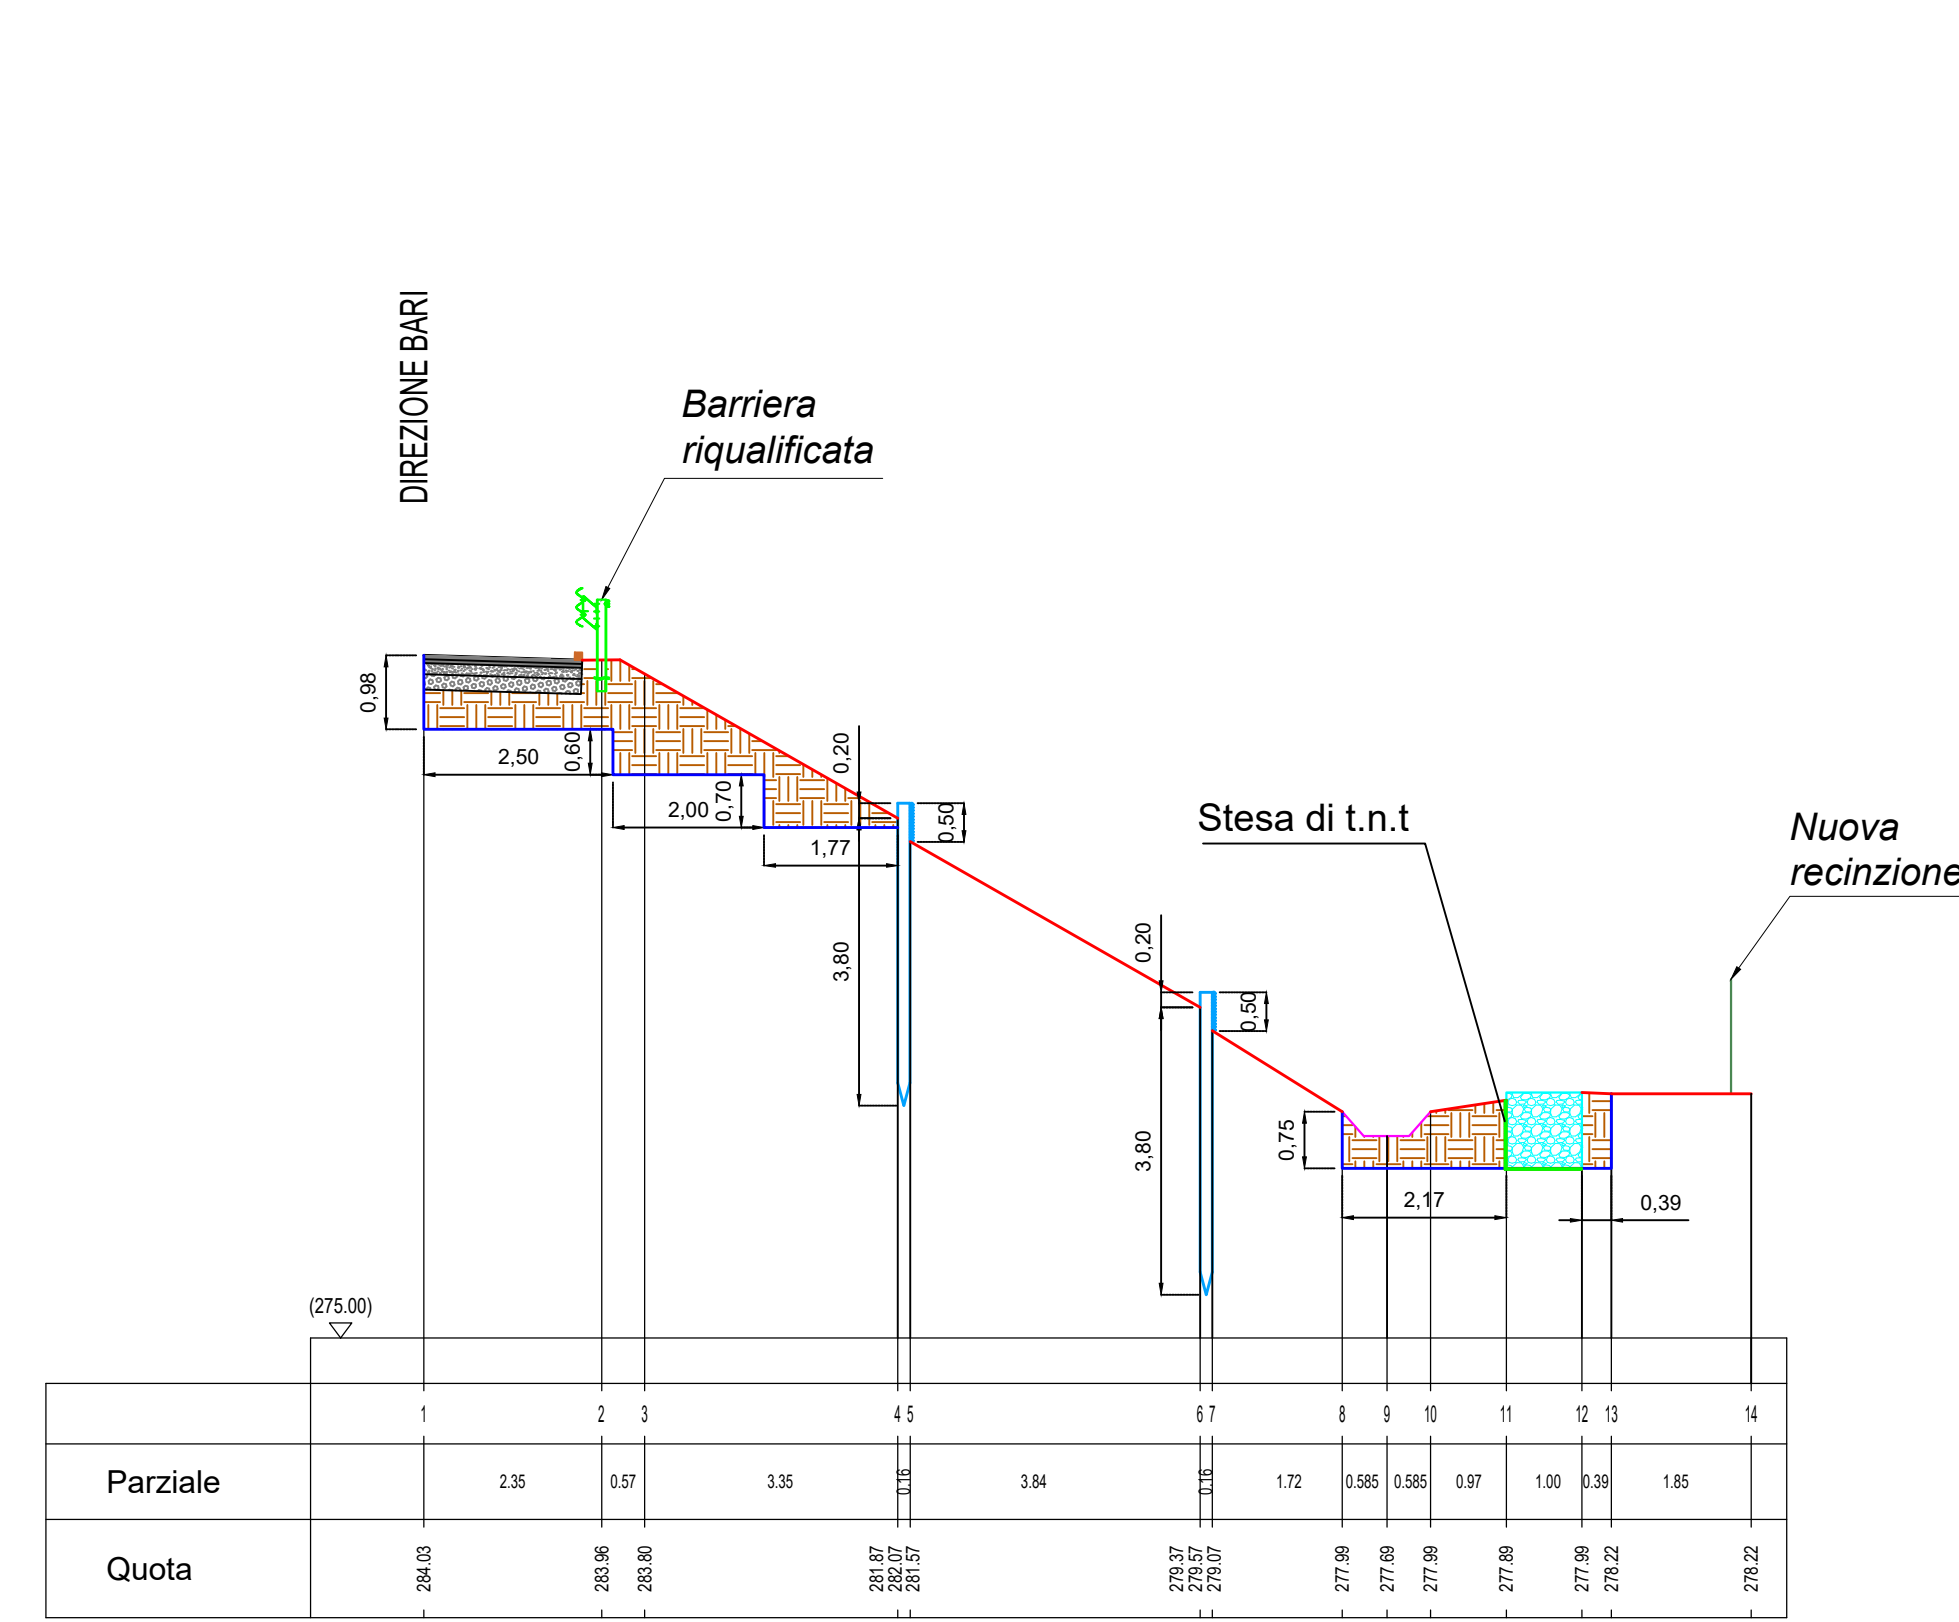 DIREZIONE BARI
Barriera
riqualificata
0,98
2,50
0,60
2,00
0,70
1,77
0,20
0,50
3,80
0,20
0,50
3,80
Stesa di t.n.t
Nuova
recinzione
0,75
2,17
0,39
(275.00)
1 2 3 4 5 6 7 8 9 10 11 12 13 14
Parziale 2.35 0.57 3.35 0.16 3.84 0.16 1.72 0.585 0.585 0.97 1.00 0.39 1.85
Quota 284.03 283.96 283.80 281.87 282.07 281.57 279.37 279.57 279.07 277.99 277.69 277.99 277.89 277.99 278.22 278.22